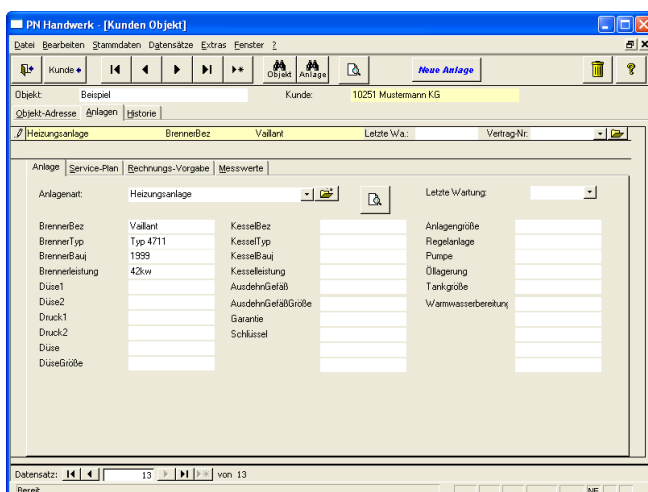 PN Handwerk - [Kunden Objekt]
Datei Bearbeiten Stammdaten Datensätze Extras Fenster ?
Kunde Objekt Anlage Neue Anlage ?
Objekt: Beispiel Kunde: 10251 Mustermann KG
Objekt-Adresse Anlagen Historie
Heizungsanlage BrennerBez Vaillant Letzte Wa.: Vertrag-Nr:
Anlage Service-Plan Rechnungs-Vorgabe Messwerte
Anlagenart: Heizungsanlage Letzte Wartung:
BrennerBez Vaillant KesselBez Anlagengröße
BrennerTyp Typ 4711 KesselTyp Regelanlage
BrennerBauj 1999 KesselBauj Pumpe
Brennerleistung 42kw Kesselleistung Öllagerung
Düse1 AusdehnGefäß Tankgröße
Düse2 AusdehnGefäßGröße Warmwasserbereitung
Druck1 Garantie
Druck2 Schlüssel
Düse
DüseGröße
Datensatz: 13 von 13
Bereit NF